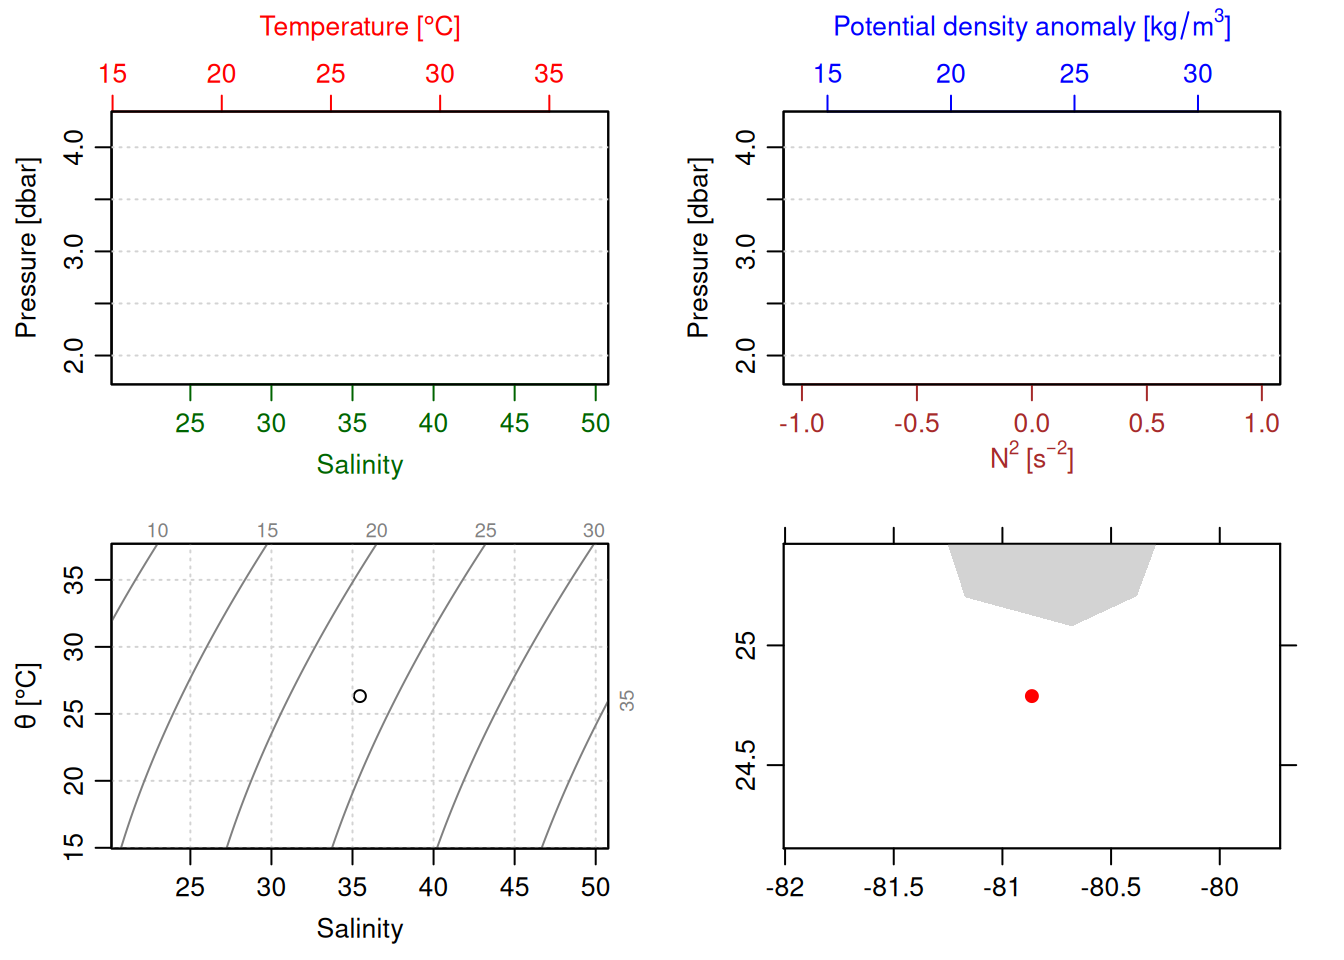 Temperature [°C]
15 20 25 30 35
Pressure [dbar]
4.0
3.0
2.0
25 30 35 40 45 50
Salinity
Potential density anomaly [kg/m³]
15 20 25 30
Pressure [dbar]
4.0
3.0
2.0
-1.0 -0.5 0.0 0.5 1.0
N² [s⁻²]
10 15 20 25 30
35
θ [°C]
35
30
25
20
15
25 30 35 40 45 50
Salinity
25
24.5
-82 -81.5 -81 -80.5 -80